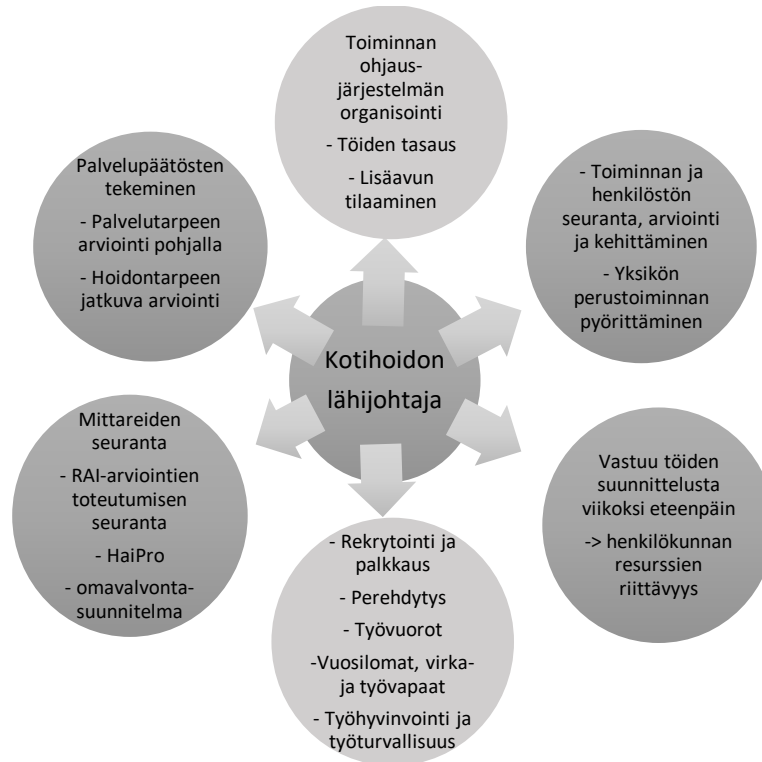 Toiminnan
ohjaus-
järjestelmän
organisointi
- Töiden tasaus
- Lisäavun
tilaaminen
- Toiminnan ja
henkilöstön
seuranta, arviointi
ja kehittäminen
- Yksikön
perustoiminnan
pyörittäminen
Vastuu töiden
suunnittelusta
viikoksi eteenpäin
-> henkilökunnan
resurssien
riittävyys
- Rekrytointi ja
palkkaus
- Perehdytys
- Työvuorot
-Vuosilomat, virka-
ja työvapaat
- Työhyvinvointi ja
työturvallisuus
Mittareiden
seuranta
- RAI-arviointien
toteutumisen
seuranta
- HaiPro
- omavalvonta-
suunnitelma
Palvelupäätösten
tekeminen
- Palvelutarpeen
arviointi pohjalla
- Hoidontarpeen
jatkuva arviointi
Kotihoidon
lähijohtaja